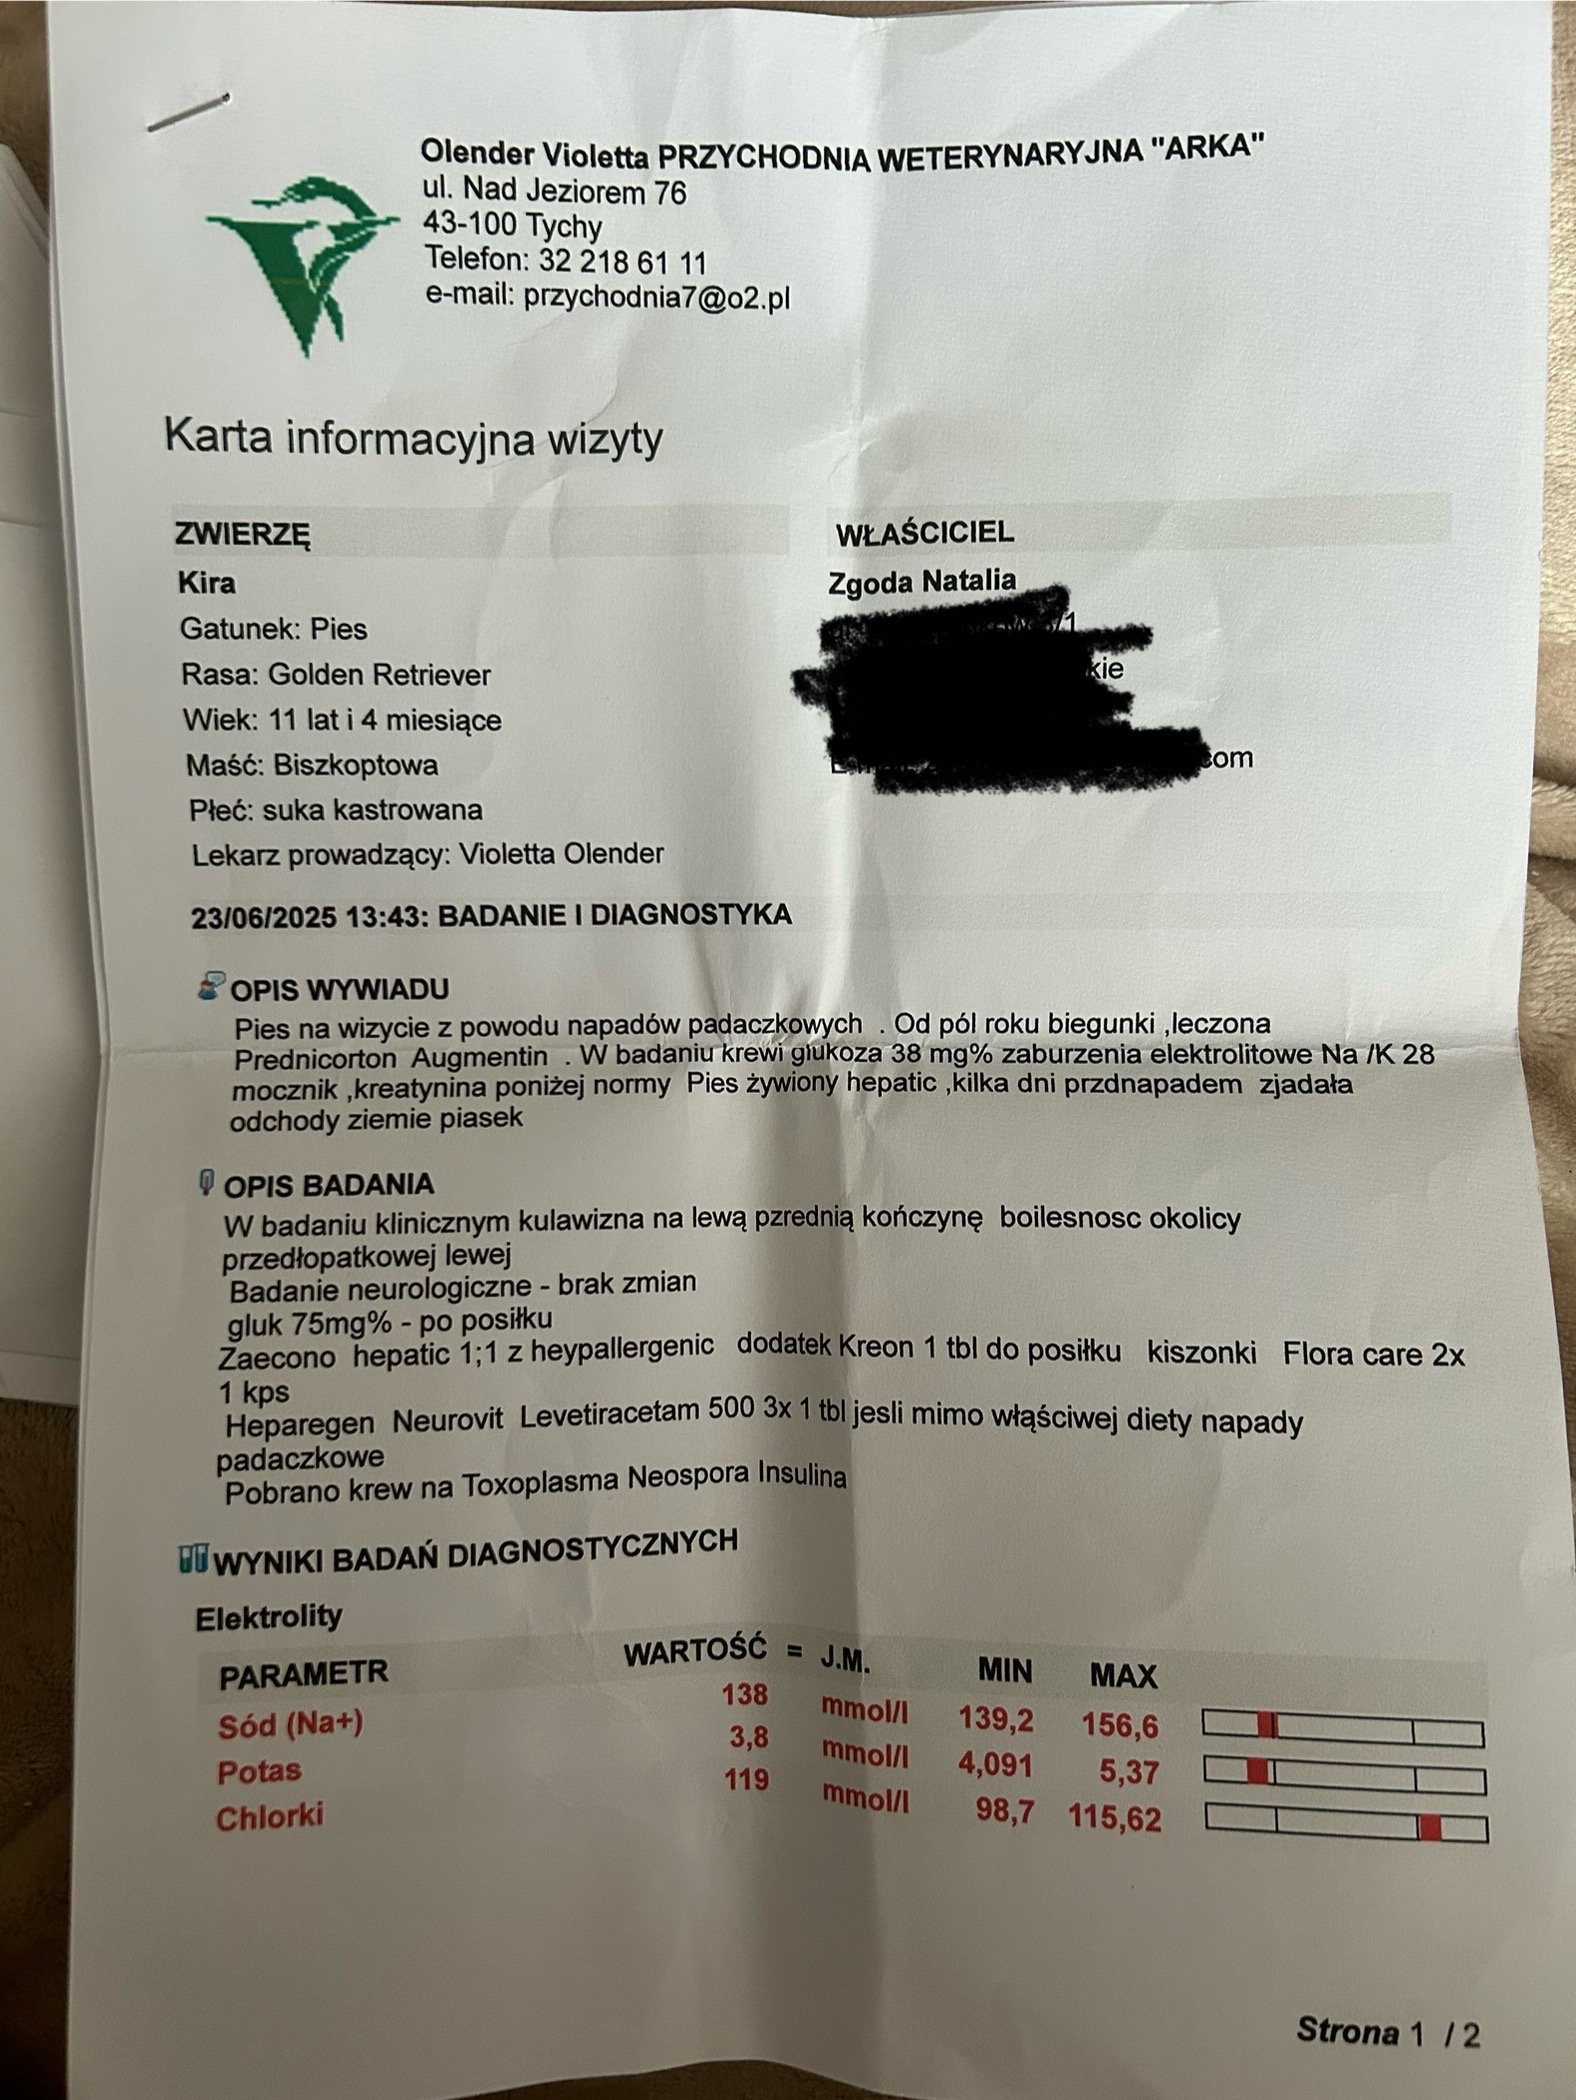 Olender Violetta PRZYCHODNIA WETERYNARYJNA "ARKA"
ul. Nad Jeziorem 76
43-100 Tychy
Telefon: 32 218 61 11
e-mail: przychodnia7@o2.pl
Karta informacyjna wizyty
ZWIERZĘ
Kira
Gatunek: Pies
Rasa: Golden Retriever
Wiek: 11 lat i 4 miesiące
Maść: Biszkoptowa
Płeć: suka kastrowana
Lekarz prowadzący: Violetta Olender
WŁAŚCICIEL
Zgoda Natalia
/1
kie
com
23/06/2025 13:43: BADANIE I DIAGNOSTYKA
OPIS WYWIADU
Pies na wizycie z powodu napadów padaczkowych . Od pól roku biegunki ,leczona
Prednicorton Augmentin . W badaniu krewi glukoza 38 mg% zaburzenia elektrolitowe Na /K 28
mocznik ,kreatynina poniżej normy Pies żywiony hepatic ,kilka dni przdnapadem zjadała
odchody ziemie piasek
OPIS BADANIA
W badaniu klinicznym kulawizna na lewą pzrednią kończynę boilesnosc okolicy
przedłopatkowej lewej
Badanie neurologiczne - brak zmian
gluk 75mg% - po posiłku
Zaecono hepatic 1;1 z heypallergenic dodatek Kreon 1 tbl do posiłku kiszonki Flora care 2x
1 kps
Heparegen Neurovit Levetiracetam 500 3x 1 tbl jesli mimo włąściwej diety napady
padaczkowe
Pobrano krew na Toxoplasma Neospora Insulina
WYNIKI BADAŃ DIAGNOSTYCZNYCH
Elektrolity
PARAMETR WARTOŚĆ = J.M. MIN MAX
Sód (Na+) 138 mmol/l 139,2 156,6
Potas 3,8 mmol/l 4,091 5,37
Chlorki 119 mmol/l 98,7 115,62
Strona 1 / 2